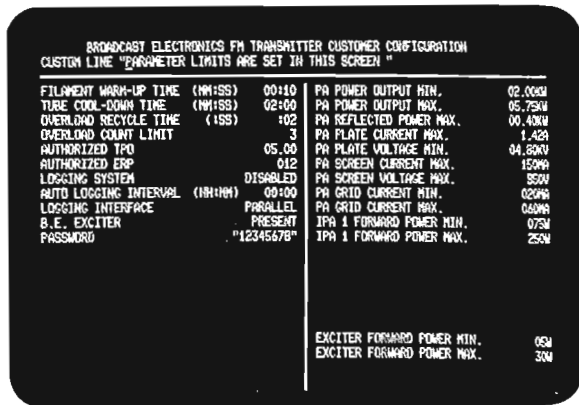 BROADCAST ELECTRONICS FM TRANSMITTER CUSTOMER CONFIGURATION
CUSTOM LINE "PARAMETER LIMITS ARE SET IN THIS SCREEN "
FILAMENT WARM-UP TIME (MM:SS) 00:10
TUBE COOL-DOWN TIME (MM:SS) 02:00
OVERLOAD RECYCLE TIME (:SS) :02
OVERLOAD COUNT LIMIT 3
AUTHORIZED TPO 05.00
AUTHORIZED ERP 012
LOGGING SYSTEM DISABLED
AUTO LOGGING INTERVAL (HH:MM) 00:00
LOGGING INTERFACE PARALLEL
B.E. EXCITER PRESENT
PASSWORD "12345678"
PA POWER OUTPUT MIN. 02.00KW
PA POWER OUTPUT MAX. 05.75KW
PA REFLECTED POWER MAX. 00.40KW
PA PLATE CURRENT MAX. 1.42A
PA PLATE VOLTAGE MIN. 04.80KV
PA SCREEN CURRENT MAX. 150MA
PA SCREEN VOLTAGE MAX. 850V
PA GRID CURRENT MIN. 020MA
PA GRID CURRENT MAX. 060MA
IPA 1 FORWARD POWER MIN. 075W
IPA 1 FORWARD POWER MAX. 250W
EXCITER FORWARD POWER MIN. 05W
EXCITER FORWARD POWER MAX. 30W